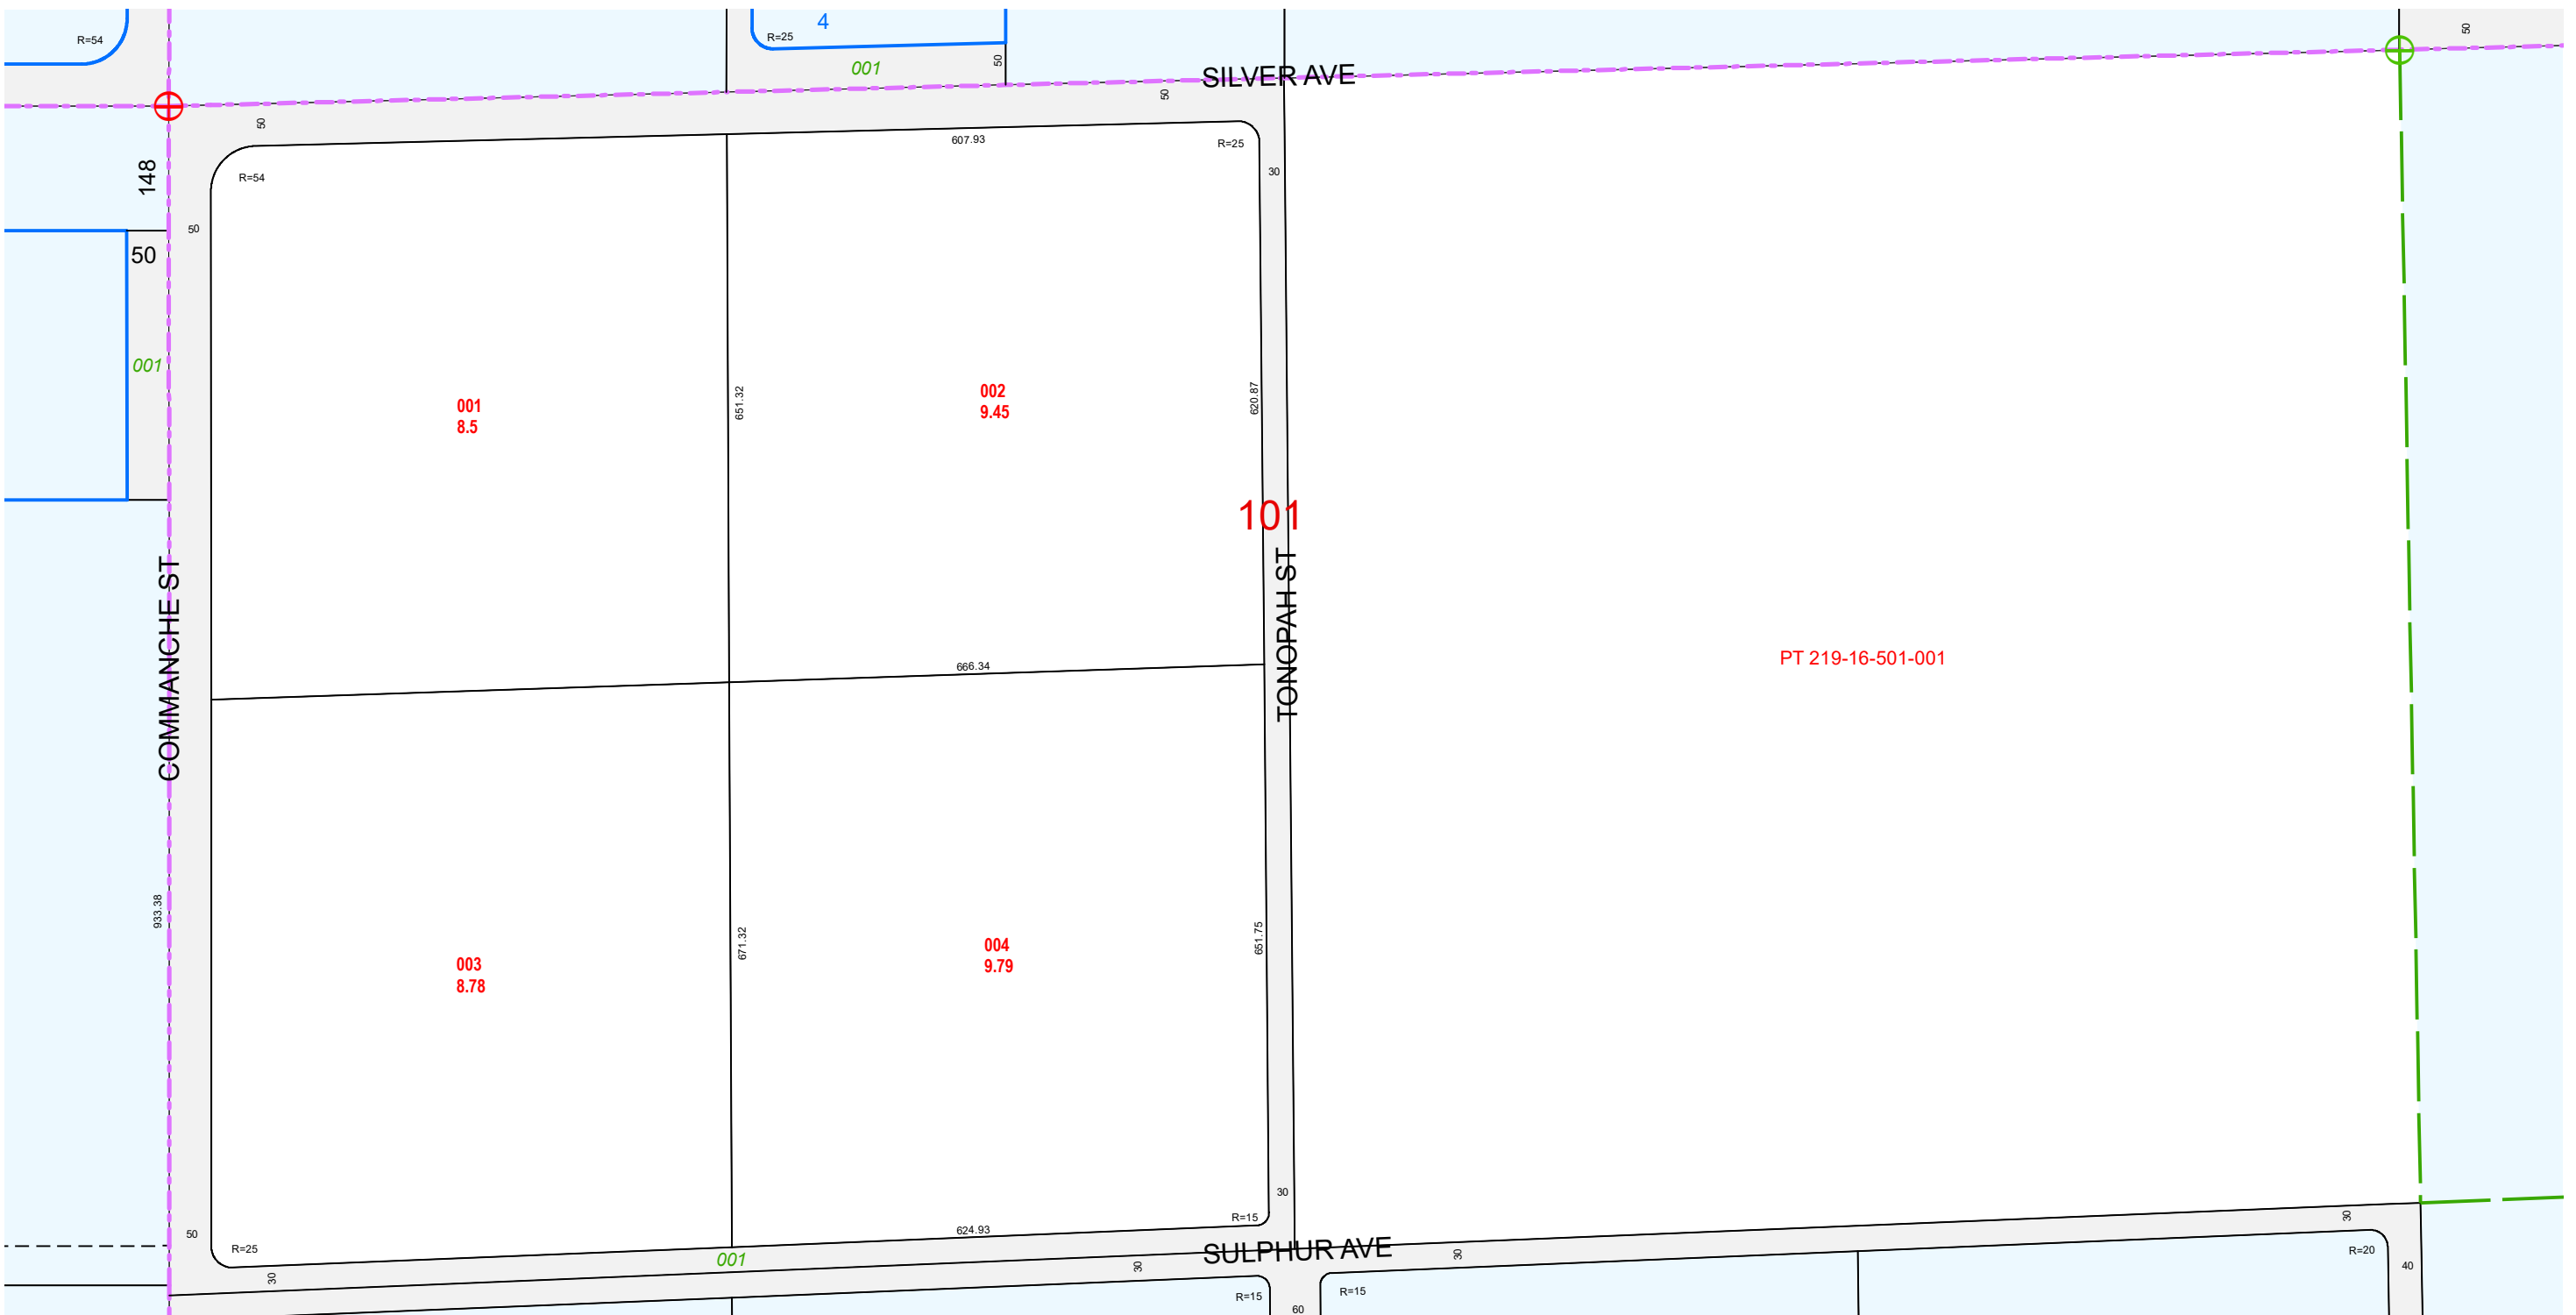 4
R=54
R=25
50
50
001
SILVER AVE
50
50
607.93
R=25
148
R=54
30
50
50
001
651.32
002
9.45
620.87
001
8.5
101
COMMANCHE ST
TONOPAH ST
666.34
PT 219-16-501-001
933.38
671.32
004
9.79
651.75
003
8.78
30
R=15
50
R=25
624.93
001
SULPHUR AVE
30
30
30
30
R=20
40
R=15
R=15
60